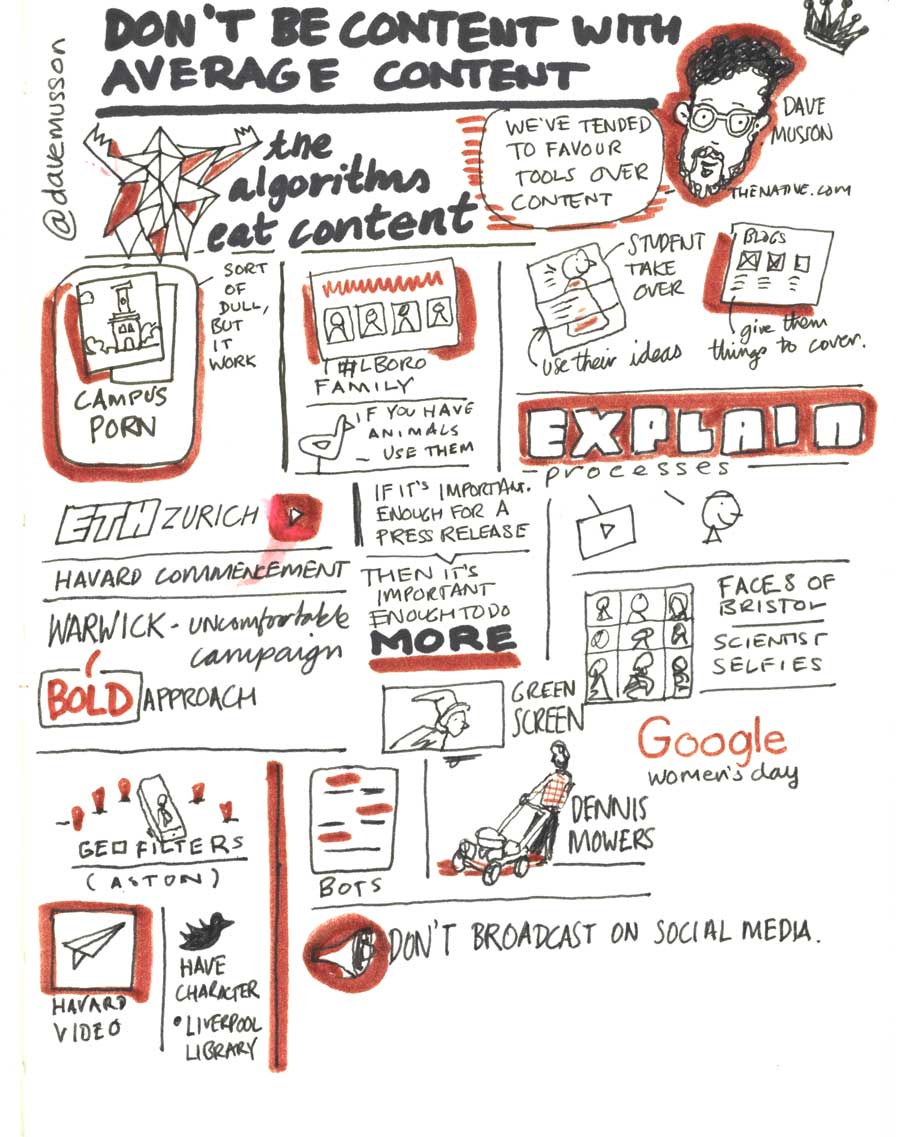 DON'T BE CONTENT WITH
AVERAGE CONTENT
@davemusson
DAVE
MUSSON
THENATIVE.COM
the
algorithms
eat content
WE'VE TENDED
TO FAVOUR
TOOLS OVER
CONTENT
CAMPUS
PORN
SORT
OF
DULL,
BUT
IT
WORK
#LBORO
FAMILY
IF YOU HAVE
ANIMALS
- USE THEM
STUDENT
TAKE
OVER
use their ideas
BLOGS
give them
things to cover.
EXPLAIN
processes
ETH ZURICH
HAVARD COMMENCEMENT
WARWICK - uncomfortable
campaign
BOLD APPROACH
IF IT'S IMPORTANT.
ENOUGH FOR A
PRESS RELEASE
THEN IT'S
IMPORTANT
ENOUGH TO DO
MORE
FACES OF
BRISTOL
SCIENTIST
SELFIES
GREEN
SCREEN
Google
women's day
DENNIS
MOWERS
GEO FILTERS
(ASTON)
BOTS
HAVARD
VIDEO
HAVE
CHARACTER
• LIVERPOOL
LIBRARY
DON'T BROADCAST ON SOCIAL MEDIA.